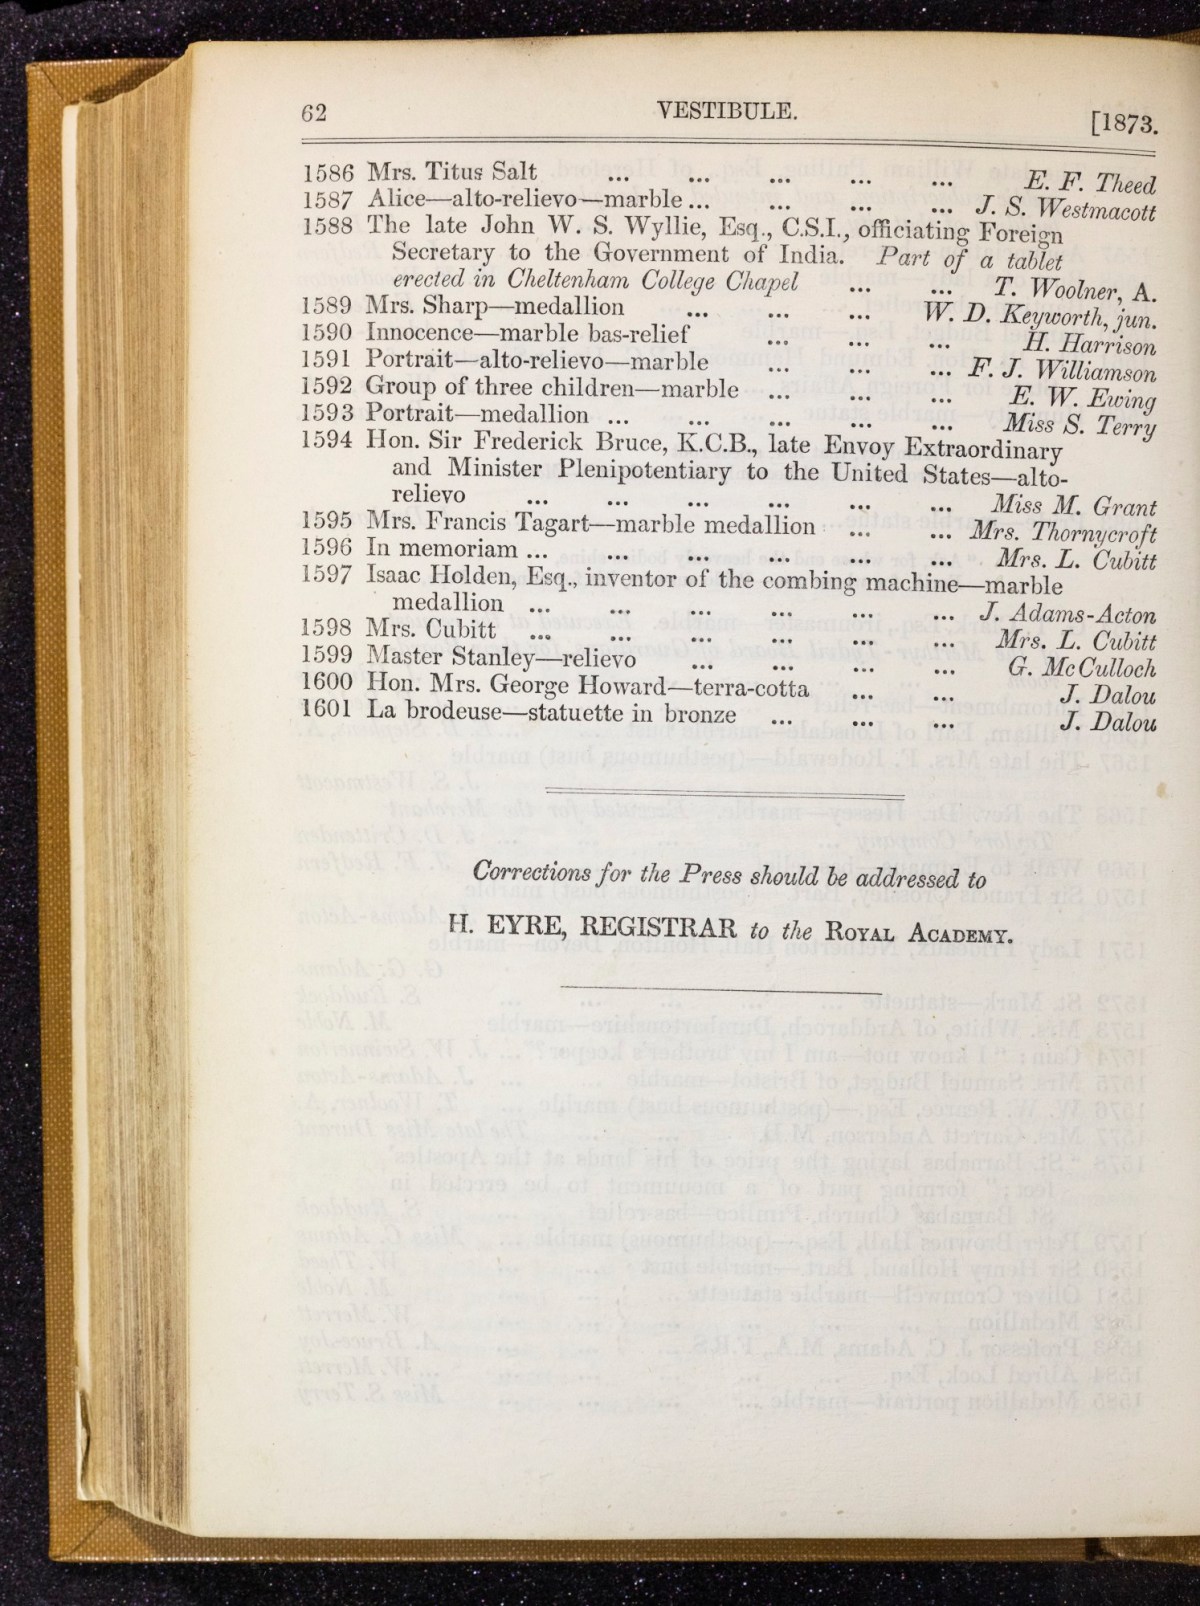 62 VESTIBULE. [1873.
1586 Mrs. Titus Salt ... ... ... ... ... E. F. Theed
1587 Alice—alto-relievo—marble ... ... ... ... J. S. Westmacott
1588 The late John W. S. Wyllie, Esq., C.S.I., officiating Foreign
Secretary to the Government of India. Part of a tablet
erected in Cheltenham College Chapel ... ... T. Woolner, A.
1589 Mrs. Sharp—medallion ... ... ... W. D. Keyworth, jun.
1590 Innocence—marble bas-relief ... ... ... H. Harrison
1591 Portrait—alto-relievo—marble ... ... ... F. J. Williamson
1592 Group of three children—marble ... ... ... E. W. Ewing
1593 Portrait—medallion ... ... ... ... ... Miss S. Terry
1594 Hon. Sir Frederick Bruce, K.C.B., late Envoy Extraordinary
and Minister Plenipotentiary to the United States—alto-
relievo ... ... ... ... ... ... Miss M. Grant
1595 Mrs. Francis Tagart—marble medallion ... ... Mrs. Thornycroft
1596 In memoriam ... ... ... ... ... ... Mrs. L. Cubitt
1597 Isaac Holden, Esq., inventor of the combing machine—marble
medallion ... ... ... ... ... ... J. Adams-Acton
1598 Mrs. Cubitt ... ... ... ... ... ... Mrs. L. Cubitt
1599 Master Stanley—relievo ... ... ... ... G. McCulloch
1600 Hon. Mrs. George Howard—terra-cotta ... ... J. Dalou
1601 La brodeuse—statuette in bronze ... ... ... J. Dalou
Corrections for the Press should be addressed to
H. EYRE, REGISTRAR to the ROYAL ACADEMY.